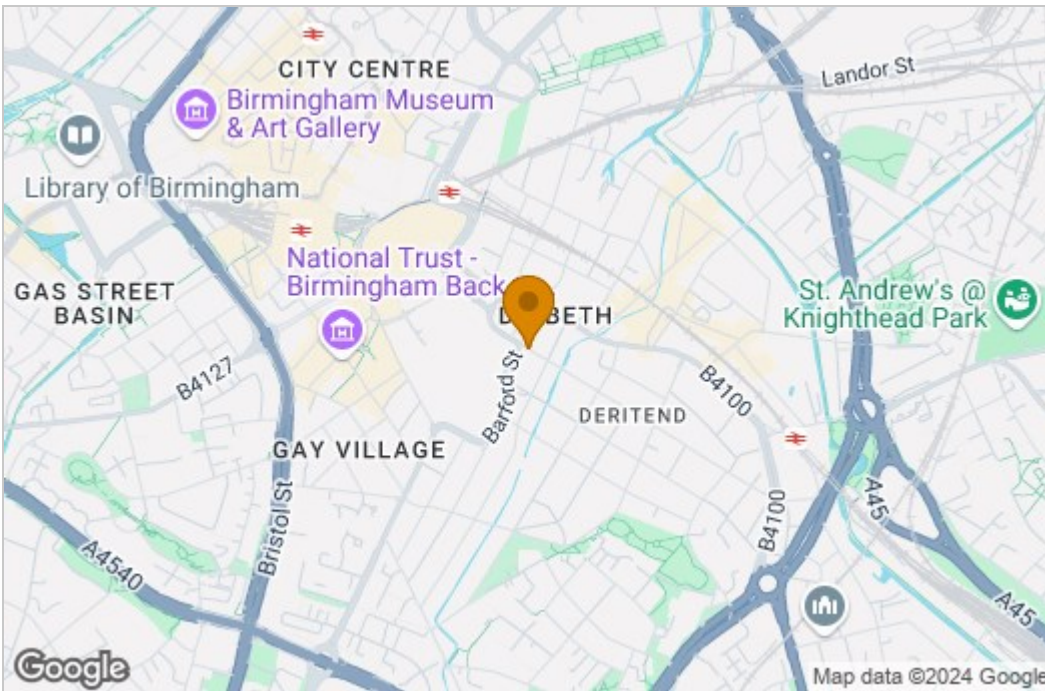 CITY CENTRE
Birmingham Museum
& Art Gallery
Landor St
Library of Birmingham
National Trust -
Birmingham Back
GAS STREET
BASIN
BETH
St. Andrew's @
Knighthead Park
B4127
Barford St
B4100
DERITEND
GAY VILLAGE
Bristol St
B4100
A45
A4540
A45
Google
Map data ©2024 Google